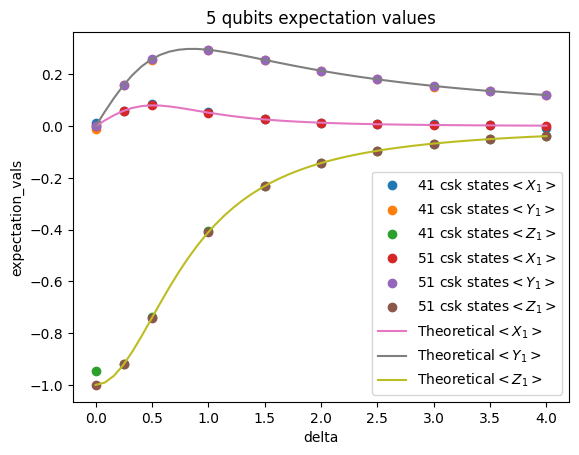 5 qubits expectation values
expectation_vals
0.2
0.0
−0.2
−0.4
−0.6
−0.8
−1.0
41 csk states <X₁>
41 csk states <Y₁>
41 csk states <Z₁>
51 csk states <X₁>
51 csk states <Y₁>
51 csk states <Z₁>
Theoretical <X₁>
Theoretical <Y₁>
Theoretical <Z₁>
0.0 0.5 1.0 1.5 2.0 2.5 3.0 3.5 4.0
delta